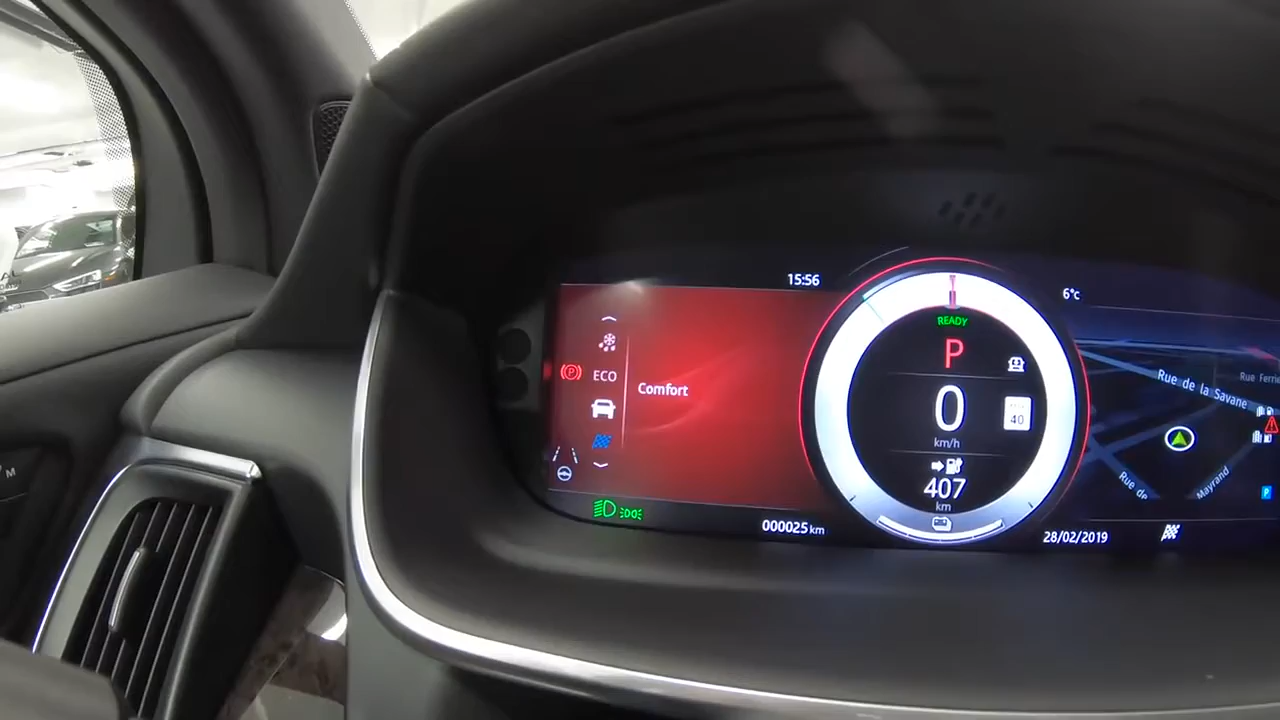 15:56
6°c
READY
P
ECO
Comfort
0
km/h
40
407
km
000025 km
28/02/2019
Rue de la Savane
Rue Ferrie
Rue de
Mayrand
P
P
M